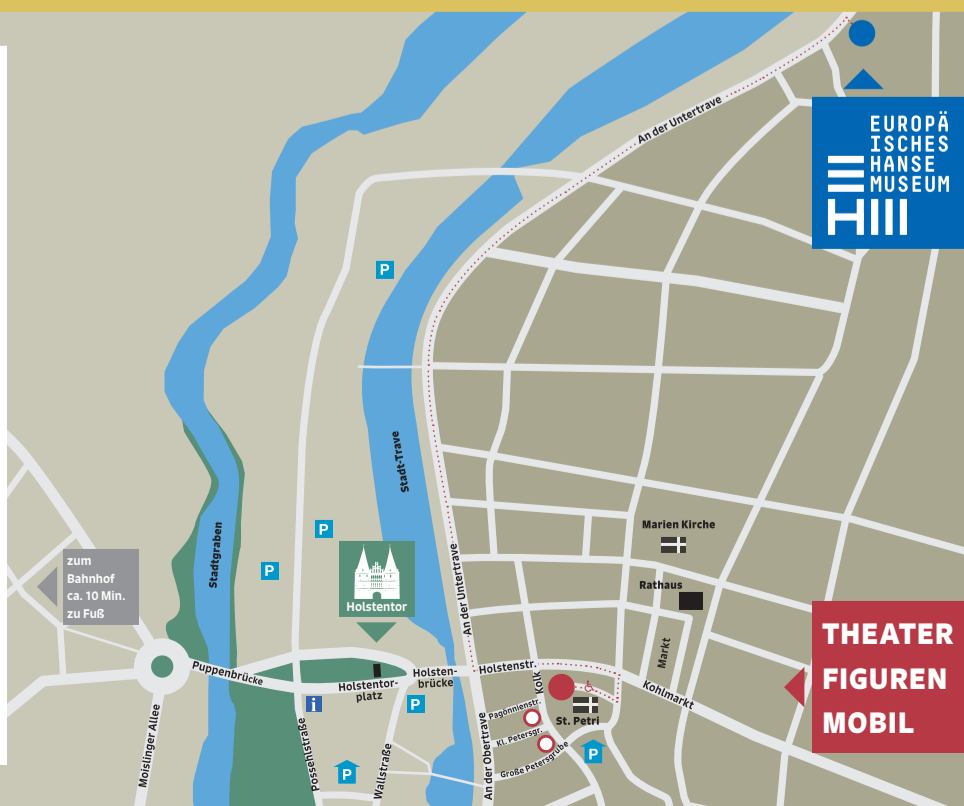 An der Untertrave
EUROPÄ
ISCHES
HANSE
MUSEUM
P
Stadt-Trave
Marien Kirche
P
Stadtgraben
zum
Bahnhof
ca. 10 Min.
zu Fuß
P
Holstentor
An der Untertrave
Rathaus
THEATER
FIGUREN
MOBIL
Markt
Puppenbrücke
Holstentor-
platz
Holsten-
brücke
Holstenstr.
Kolk
Kohlmarkt
i
P
Pagönnienstr.
St. Petri
Kl. Petersgr.
Große Petersgrube
P
Moislinger Allee
Possehlstraße
P
Wallstraße
An der Obertrave